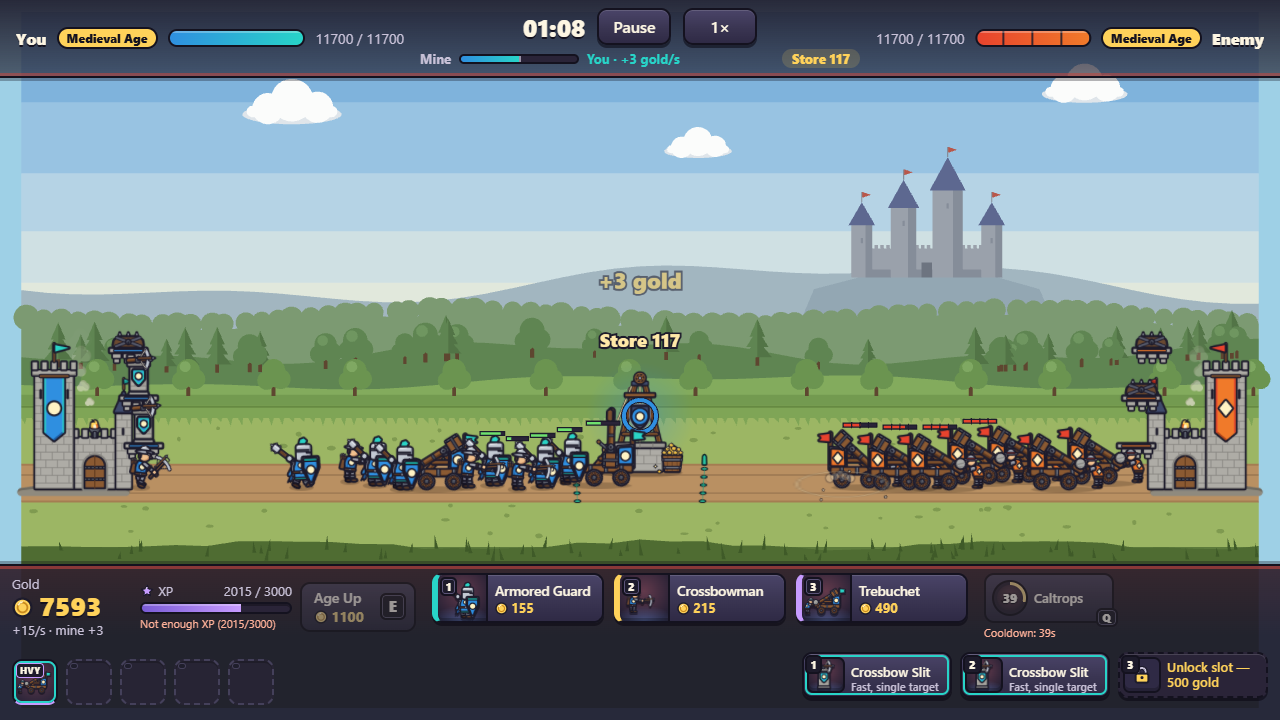 You
Medieval Age
11700 / 11700
01:08
Pause
1×
11700 / 11700
Medieval Age
Enemy
Mine
You · +3 gold/s
Store 117
+3 gold
Store 117
Gold
7593
+15/s · mine +3
XP
2015 / 3000
Not enough XP (2015/3000)
Age Up
1100
E
1
Armored Guard
155
2
Crossbowman
215
3
Trebuchet
490
39
Caltrops
Q
Cooldown: 39s
HVY
1
Crossbow Slit
Fast, single target
2
Crossbow Slit
Fast, single target
3
Unlock slot —
500 gold